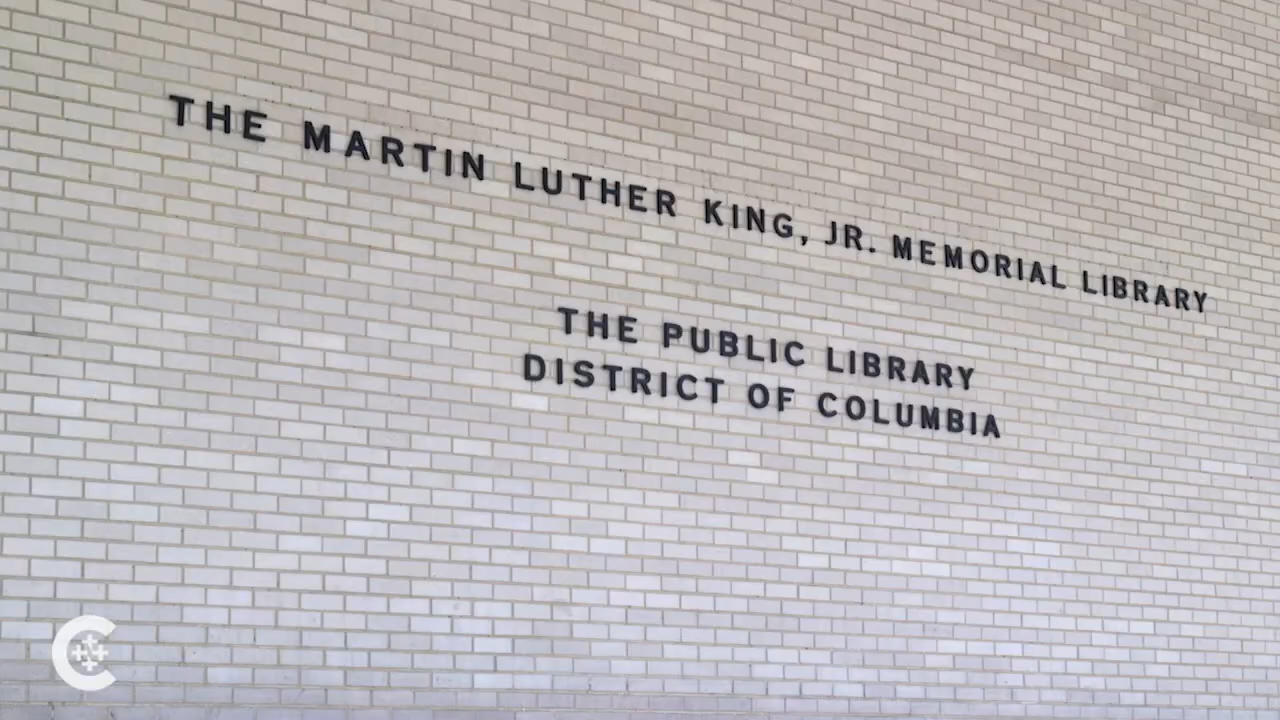 THE MARTIN LUTHER KING, JR. MEMORIAL LIBRARY
THE PUBLIC LIBRARY
DISTRICT OF COLUMBIA